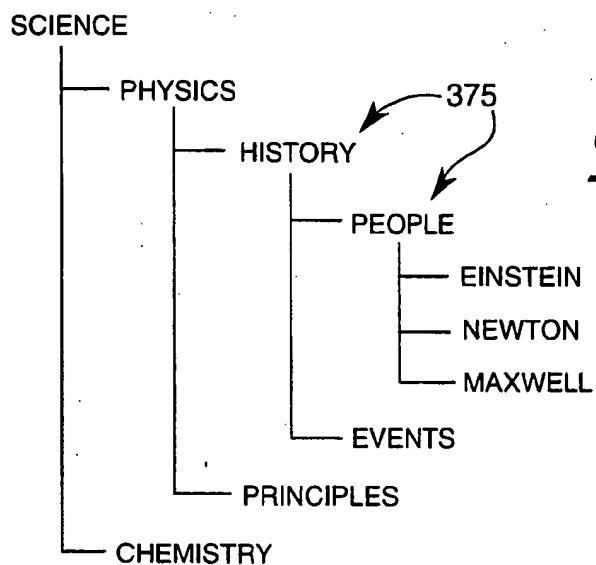 SCIENCE
PHYSICS
375
HISTORY
PEOPLE
EINSTEIN
NEWTON
MAXWELL
EVENTS
PRINCIPLES
CHEMISTRY